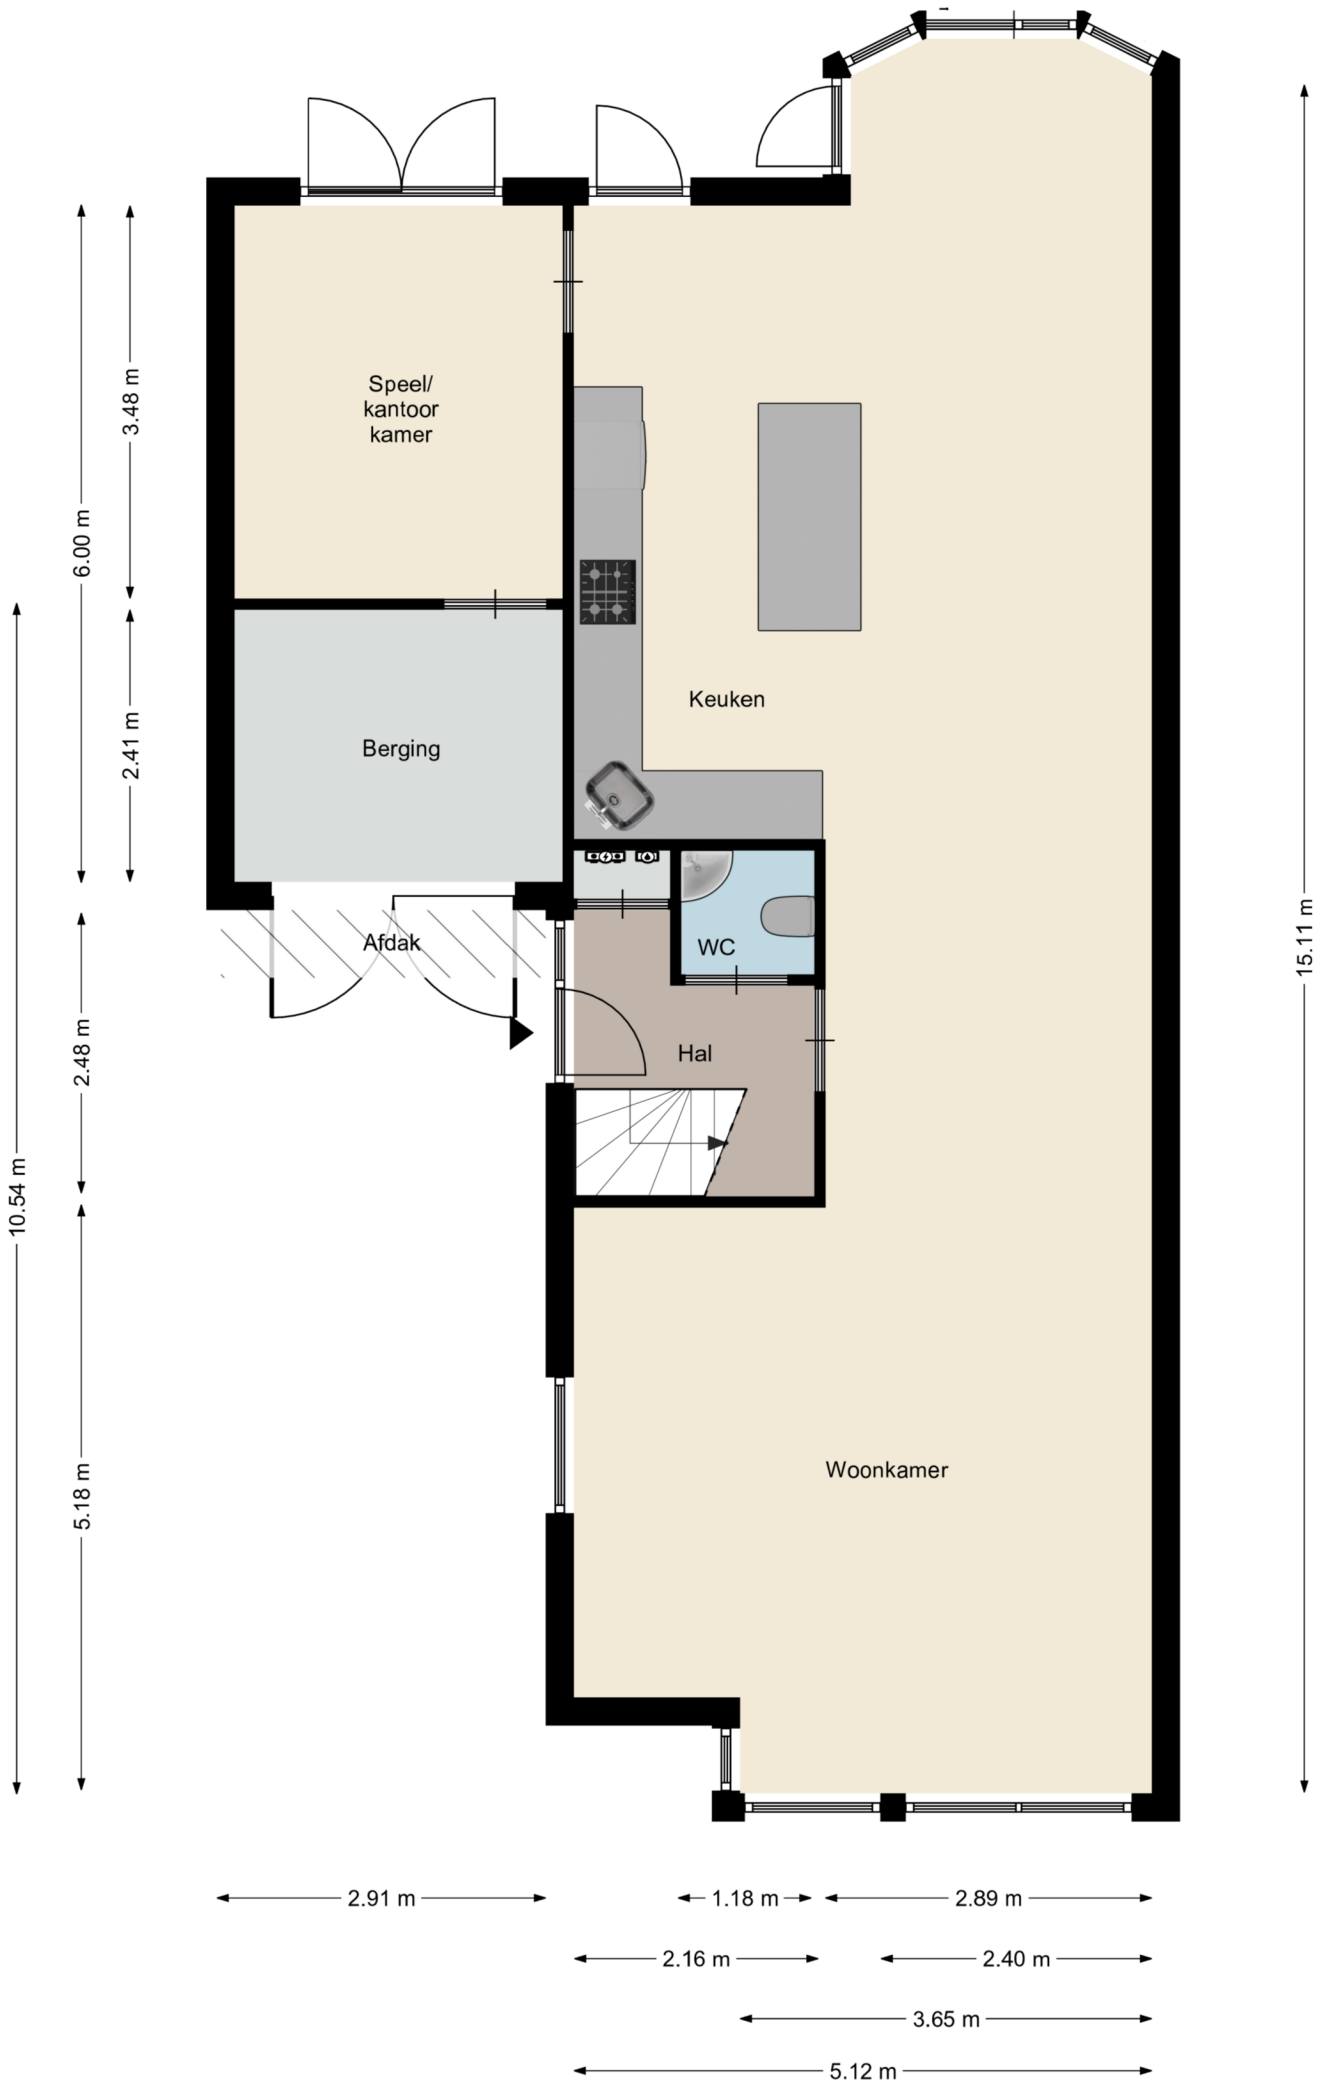 Speel/
kantoor
kamer
Keuken
Berging
Afdak
WC
Hal
Woonkamer
3.48 m
6.00 m
2.41 m
2.48 m
10.54 m
5.18 m
15.11 m
2.91 m
1.18 m
2.89 m
2.16 m
2.40 m
3.65 m
5.12 m